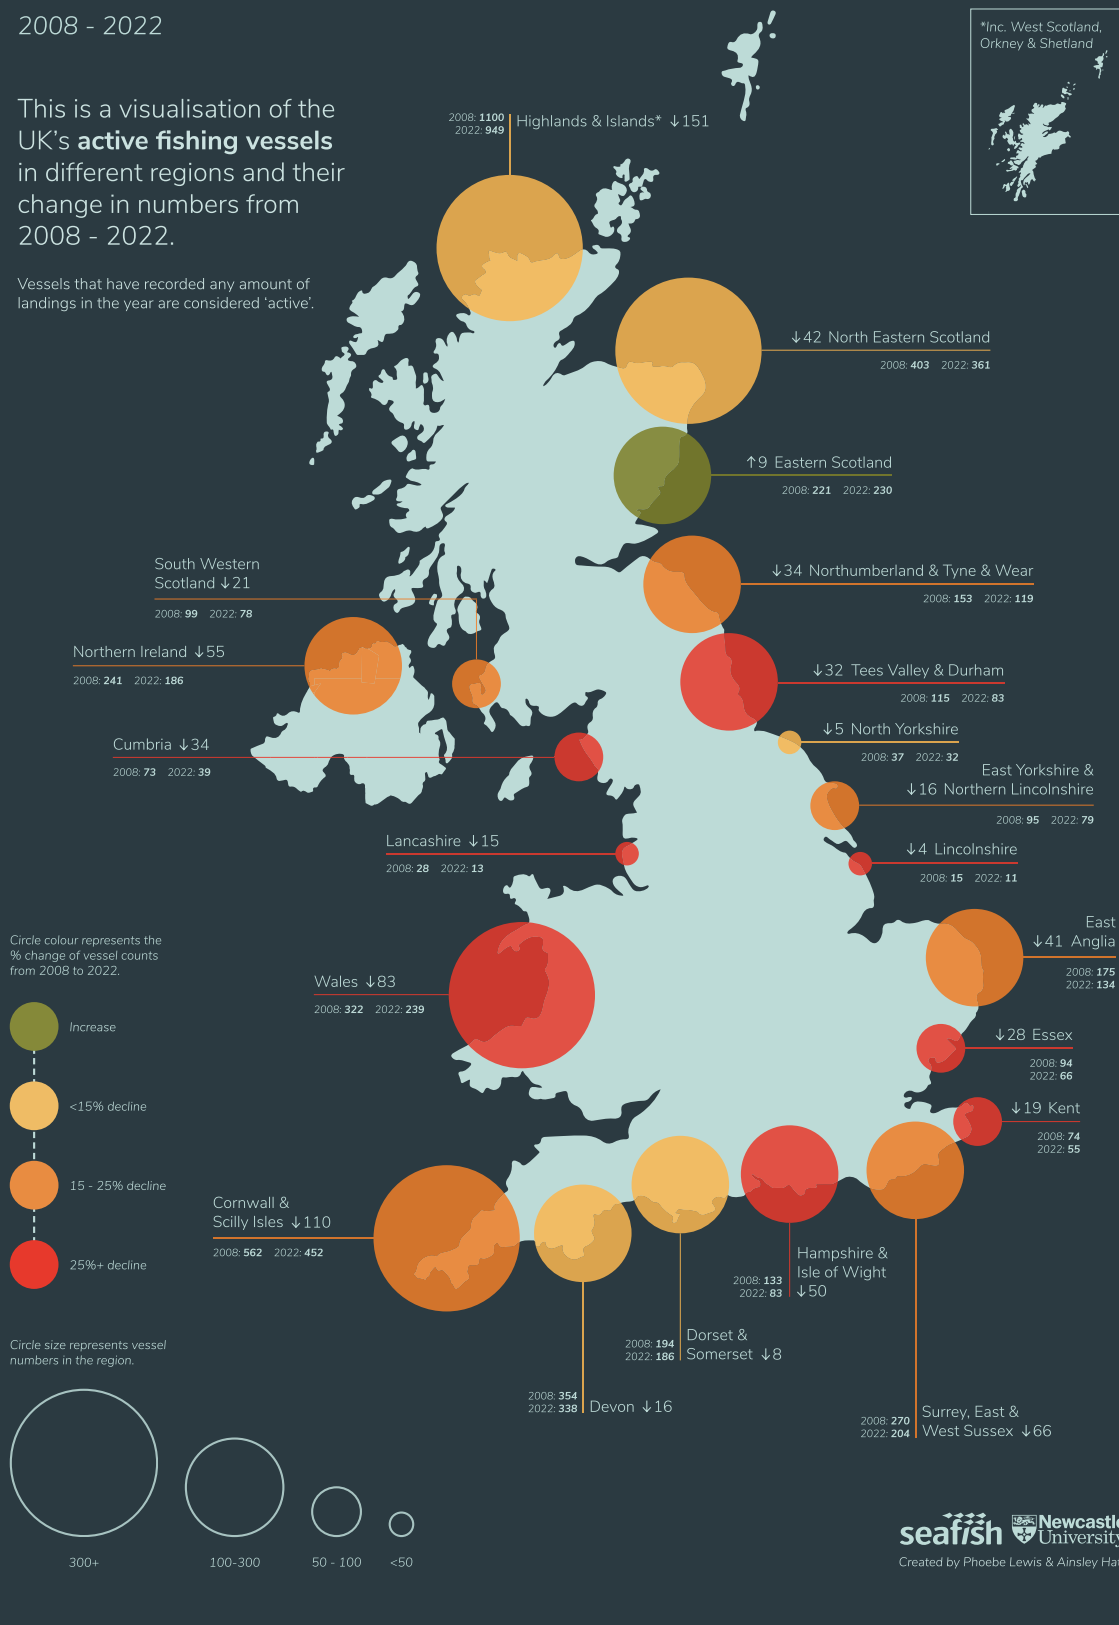 2008 - 2022
This is a visualisation of the
UK's active fishing vessels
in different regions and their
change in numbers from
2008 - 2022.
Vessels that have recorded any amount of
landings in the year are considered 'active'.
*Inc. West Scotland,
Orkney & Shetland
2008: 1100
2022: 949
Highlands & Islands* ↓151
↓42 North Eastern Scotland
2008: 403 2022: 361
↑9 Eastern Scotland
2008: 221 2022: 230
South Western
Scotland ↓21
2008: 99 2022: 78
↓34 Northumberland & Tyne & Wear
2008: 153 2022: 119
Northern Ireland ↓55
2008: 241 2022: 186
↓32 Tees Valley & Durham
2008: 115 2022: 83
↓5 North Yorkshire
2008: 37 2022: 32
Cumbria ↓34
2008: 73 2022: 39
East Yorkshire &
↓16 Northern Lincolnshire
2008: 95 2022: 79
Lancashire ↓15
2008: 28 2022: 13
↓4 Lincolnshire
2008: 15 2022: 11
East
↓41 Anglia
2008: 175
2022: 134
Wales ↓83
2008: 322 2022: 239
↓28 Essex
2008: 94
2022: 66
↓19 Kent
2008: 74
2022: 55
Circle colour represents the
% change of vessel counts
from 2008 to 2022.
Increase
<15% decline
15 - 25% decline
25%+ decline
Cornwall &
Scilly Isles ↓110
2008: 562 2022: 452
Hampshire &
Isle of Wight
↓50
2008: 133
2022: 83
Dorset &
Somerset ↓8
2008: 194
2022: 186
2008: 354
2022: 338
Devon ↓16
Surrey, East &
West Sussex ↓66
2008: 270
2022: 204
Circle size represents vessel
numbers in the region.
300+
100-300
50 - 100
<50
seafish
Newcastle
University
Created by Phoebe Lewis & Ainsley